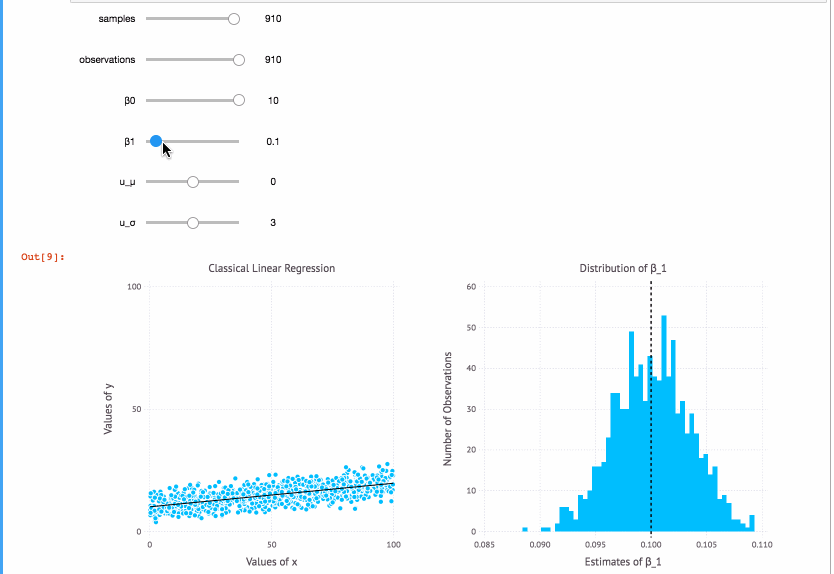 samples 910
observations 910
β0 10
β1 0.1
u_μ 0
u_σ 3
Out[9]:
Classical Linear Regression
100
50
0
Values of y
0 50 100
Values of x
Distribution of β_1
60
50
40
30
20
10
0
Number of Observations
0.085 0.090 0.095 0.100 0.105 0.110
Estimates of β_1